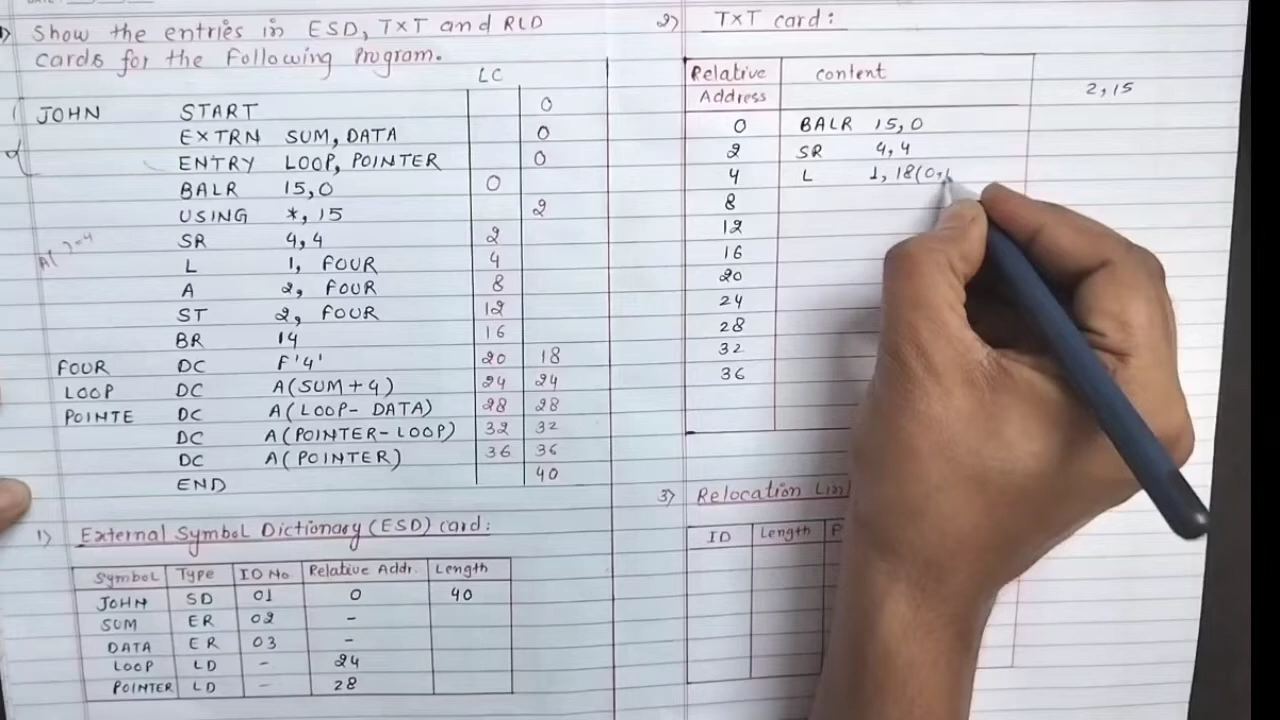 1) Show the entries in ESD, TXT and RLD
cards for the following Program.
LC
JOHN START 0
EXTRN SUM, DATA 0
ENTRY LOOP, POINTER 0
BALR 15,0 0
USING *, 15 2
SR 4,4 2
L 1, FOUR 4
A 2, FOUR 8
ST 2, FOUR 12
BR 14 16
FOUR DC F'4' 20 18
LOOP DC A(SUM+4) 24 24
POINTE DC A(LOOP- DATA) 28 28
DC A(POINTER-LOOP) 32 32
DC A(POINTER) 36 36
END 40
1) External Symbol Dictionary (ESD) card:
Symbol Type ID No Relative Addr. Length
JOHN SD 01 0 40
SUM ER 02 -
DATA ER 03 -
LOOP LD - 24
POINTER LD - 28
2) TXT card:
Relative Address content
2,15
0 BALR 15,0
2 SR 4,4
4 L 1, 18(0,
8
12
16
20
24
28
32
36
3) Relocation
ID Length